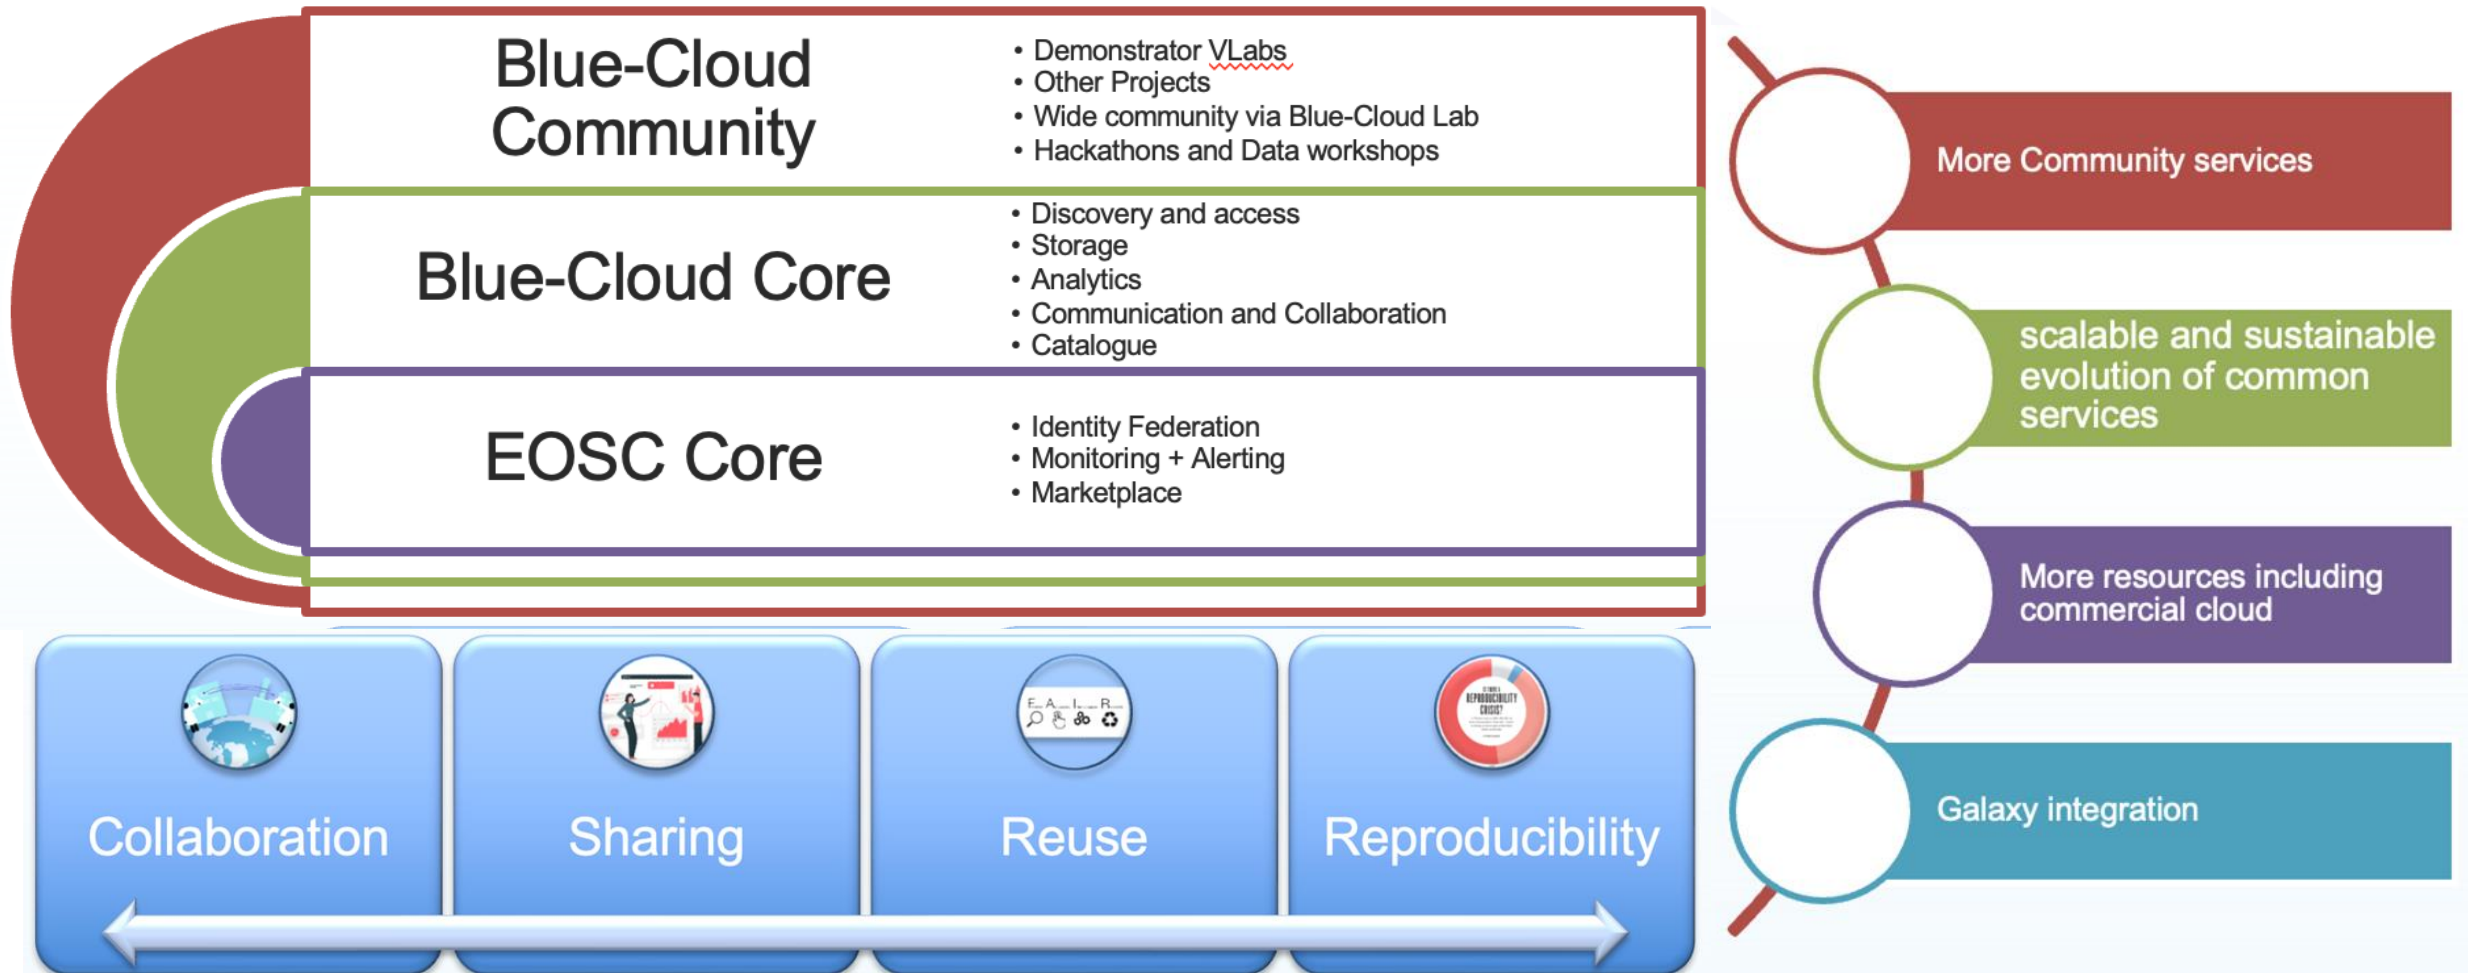 Blue-Cloud
Community
• Demonstrator VLabs
• Other Projects
• Wide community via Blue-Cloud Lab
• Hackathons and Data workshops
Blue-Cloud Core
• Discovery and access
• Storage
• Analytics
• Communication and Collaboration
• Catalogue
EOSC Core
• Identity Federation
• Monitoring + Alerting
• Marketplace
More Community services
scalable and sustainable
evolution of common
services
More resources including
commercial cloud
Galaxy integration
F A I R
REPRODUCIBILITY
CRISIS?
Collaboration
Sharing
Reuse
Reproducibility